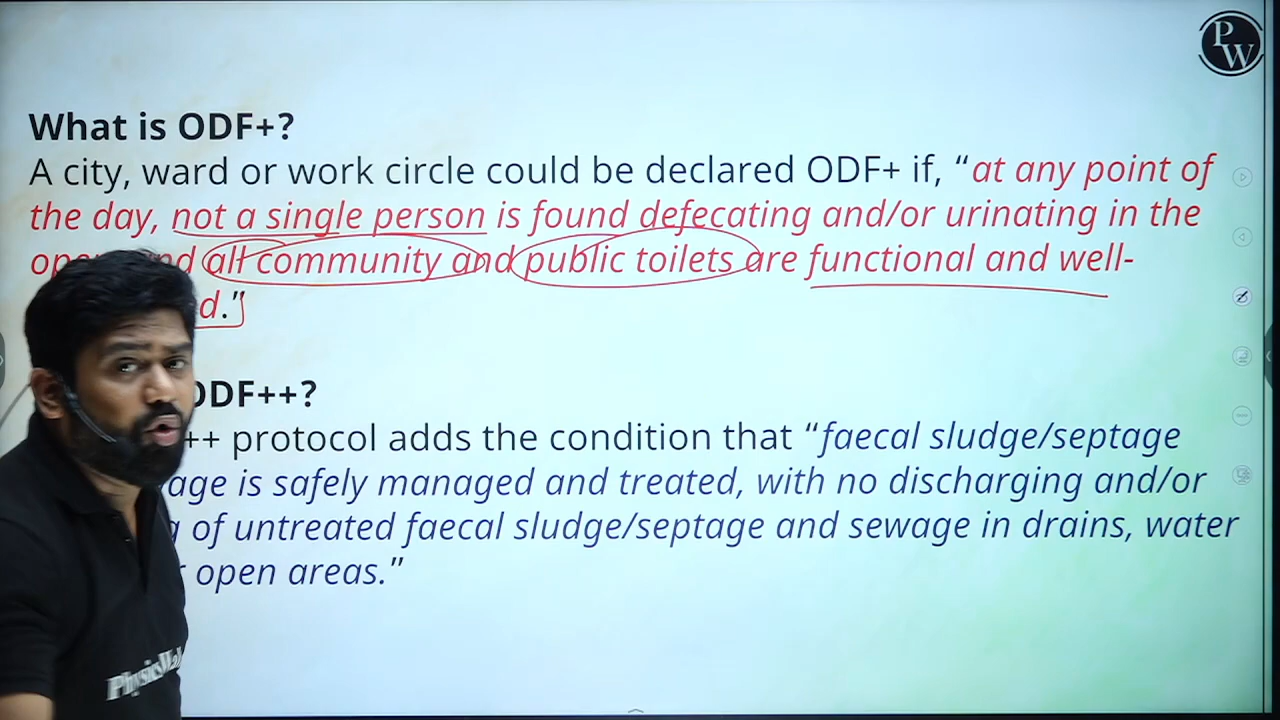 PW
What is ODF+?
A city, ward or work circle could be declared ODF+ if, “at any point of
the day, not a single person is found defecating and/or urinating in the
all community and public toilets are functional and well-
d.”
ODF++?
++ protocol adds the condition that “faecal sludge/septage
age is safely managed and treated, with no discharging and/or
g of untreated faecal sludge/septage and sewage in drains, water
open areas.”